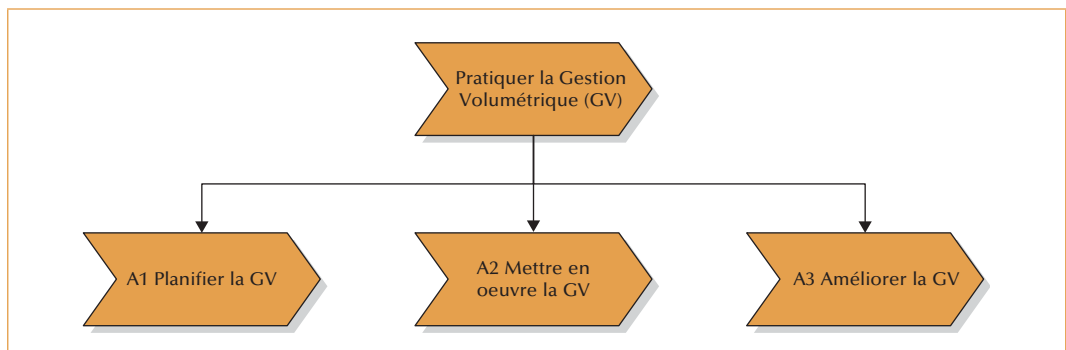 Pratiquer la Gestion
Volumétrique (GV)
A1 Planifier la GV
A2 Mettre en
oeuvre la GV
A3 Améliorer la GV